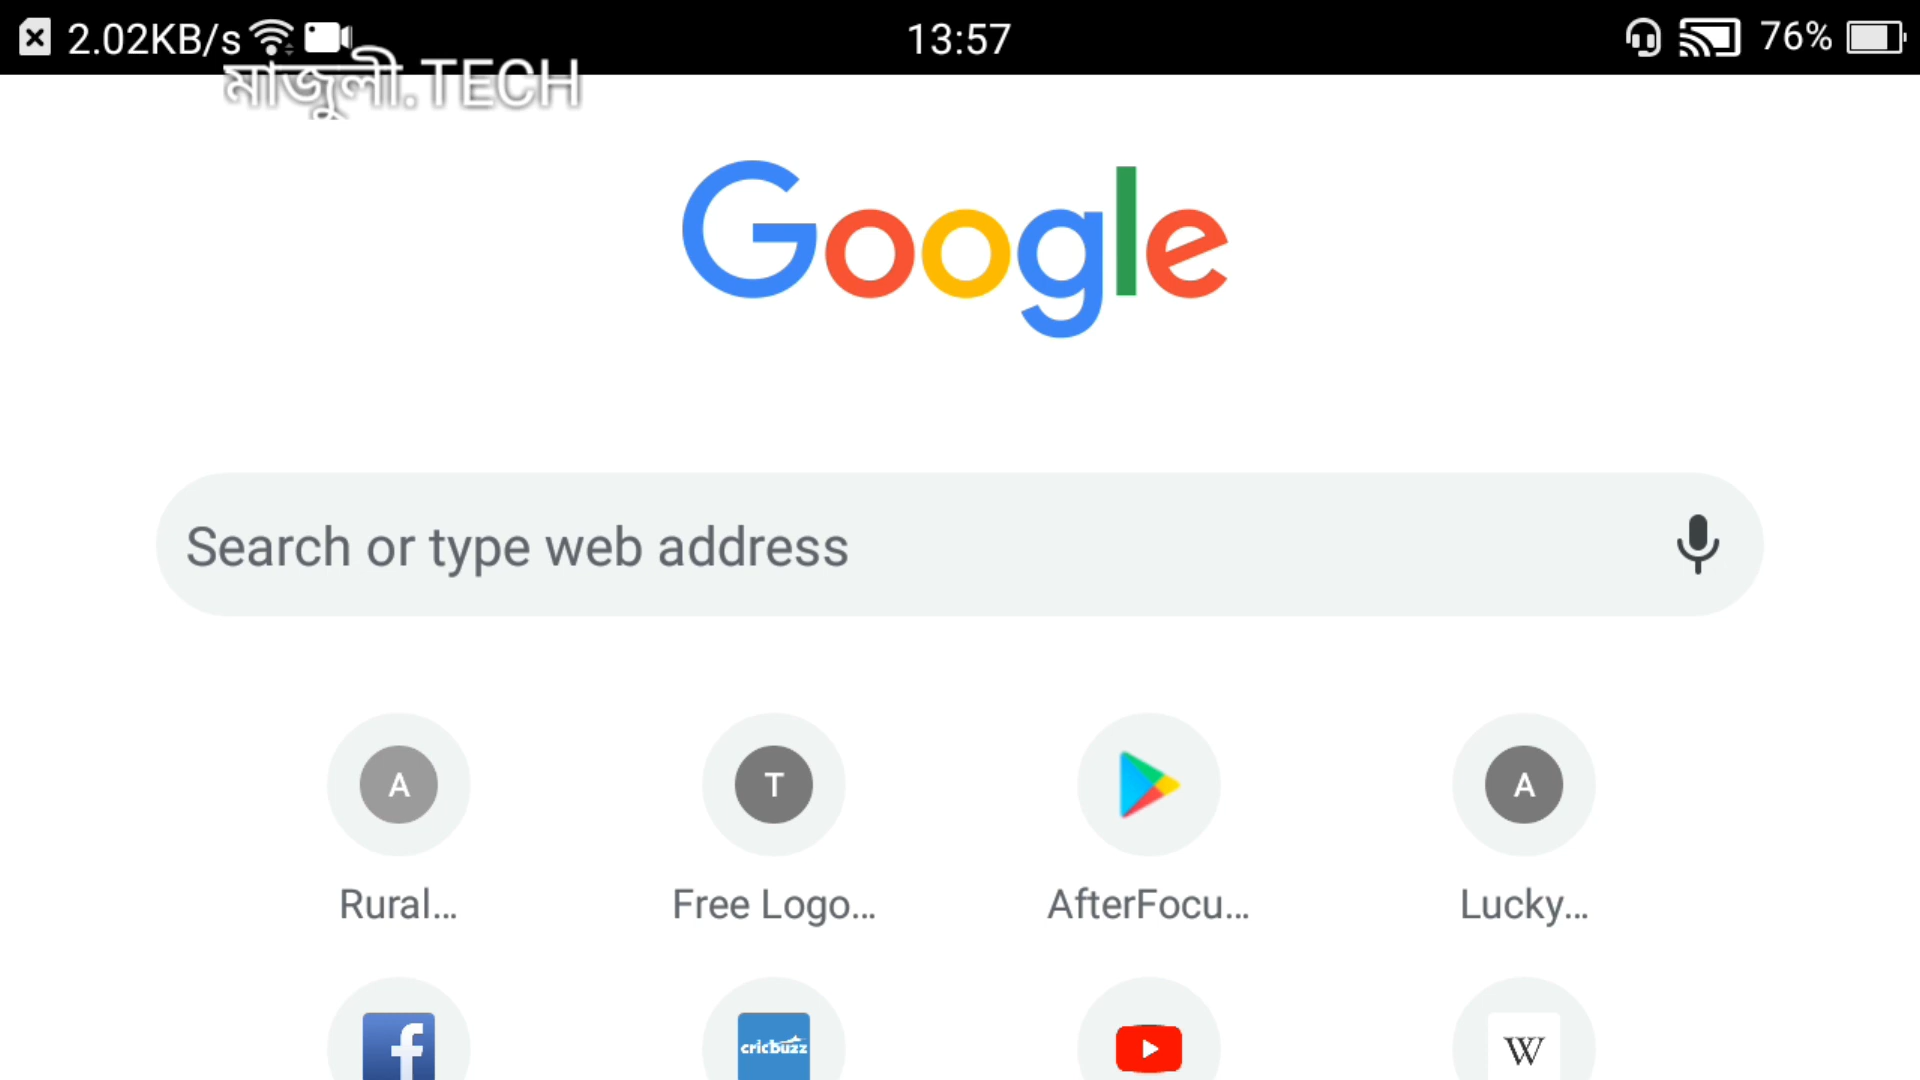 2.02KB/s 13:57 76%
মাজুলী.TECH
Google
Search or type web address
A T A
Rural... Free Logo... AfterFocu... Lucky...
f cricbuzz W